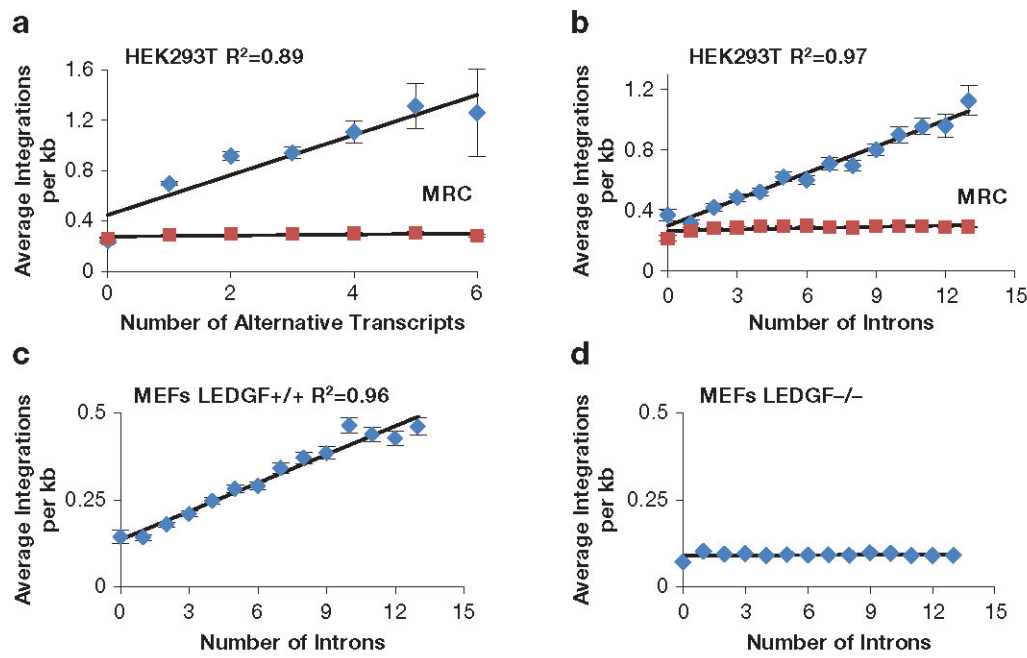 a
HEK293T R²=0.89
Average Integrations
per kb
1.6
1.2
0.8
0.4
0
MRC
0 2 4 6
Number of Alternative Transcripts
b
HEK293T R²=0.97
Average Integrations
per kb
1.2
0.8
0.4
0
MRC
0 3 6 9 12 15
Number of Introns
c
MEFs LEDGF+/+ R²=0.96
Average Integrations
per kb
0.5
0.25
0
0 3 6 9 12 15
Number of Introns
d
MEFs LEDGF–/–
Average Integrations
per kb
0.5
0.25
0
0 3 6 9 12 15
Number of Introns